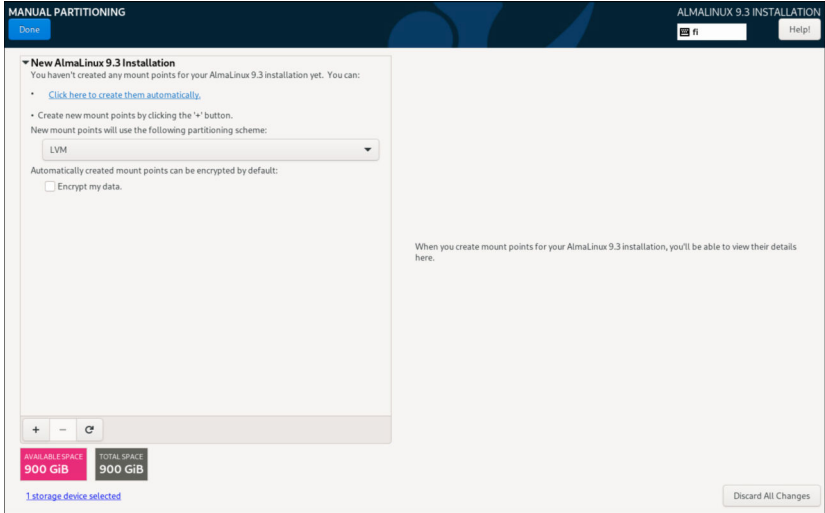 MANUAL PARTITIONING
ALMALINUX 9.3 INSTALLATION
Done
fi
Help!
New AlmaLinux 9.3 Installation
You haven't created any mount points for your AlmaLinux 9.3 installation yet. You can:
• Click here to create them automatically.
• Create new mount points by clicking the '+' button.
New mount points will use the following partitioning scheme:
LVM
Automatically created mount points can be encrypted by default:
Encrypt my data.
When you create mount points for your AlmaLinux 9.3 installation, you'll be able to view their details
here.
+ −
AVAILABLE SPACE
900 GiB
TOTAL SPACE
900 GiB
1 storage device selected
Discard All Changes